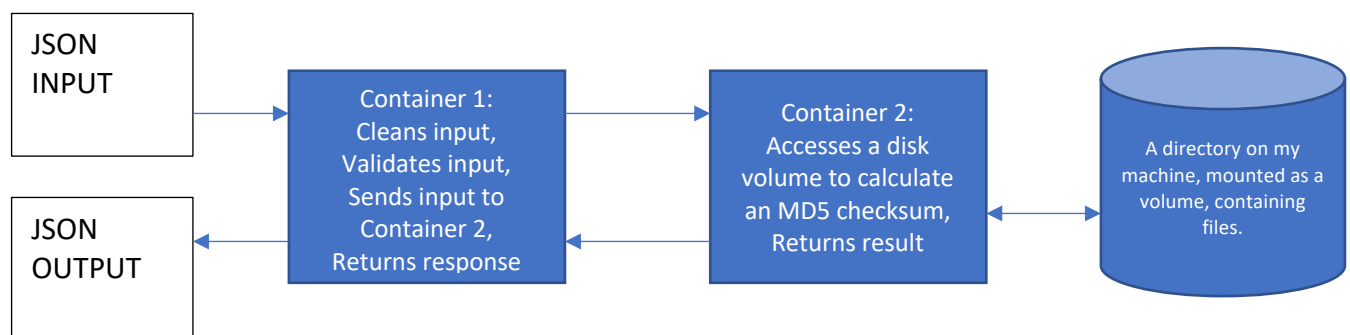 JSON
INPUT
Container 1:
Cleans input,
Validates input,
Sends input to
Container 2,
Returns response
Container 2:
Accesses a disk
volume to calculate
an MD5 checksum,
Returns result
A directory on my
machine, mounted as a
volume, containing
files.
JSON
OUTPUT